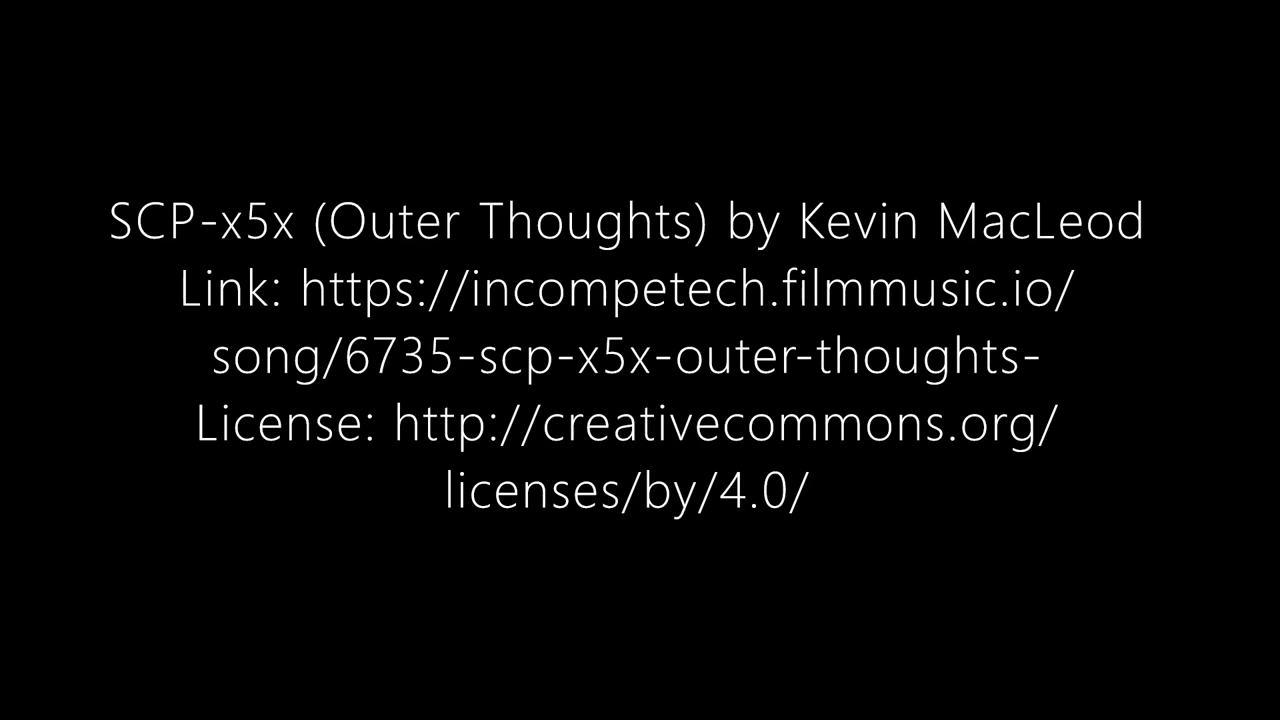 SCP-x5x (Outer Thoughts) by Kevin MacLeod
Link: https://incompetech.filmmusic.io/
song/6735-scp-x5x-outer-thoughts-
License: http://creativecommons.org/
licenses/by/4.0/